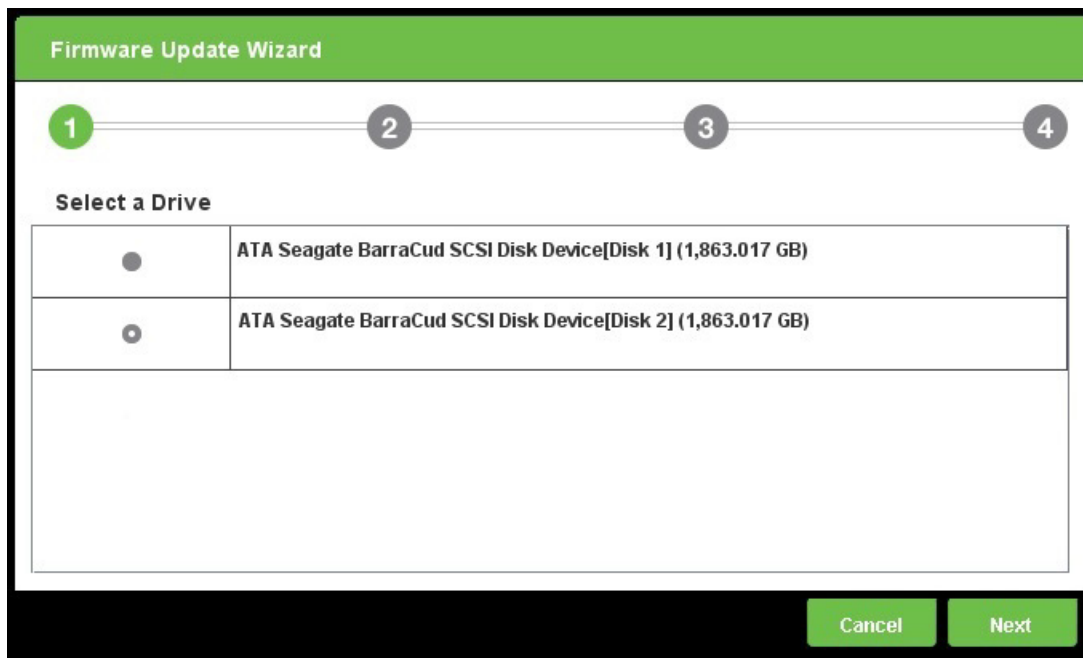 Firmware Update Wizard
1 2 3 4
Select a Drive
ATA Seagate BarraCud SCSI Disk Device[Disk 1] (1,863.017 GB)
ATA Seagate BarraCud SCSI Disk Device[Disk 2] (1,863.017 GB)
Cancel Next